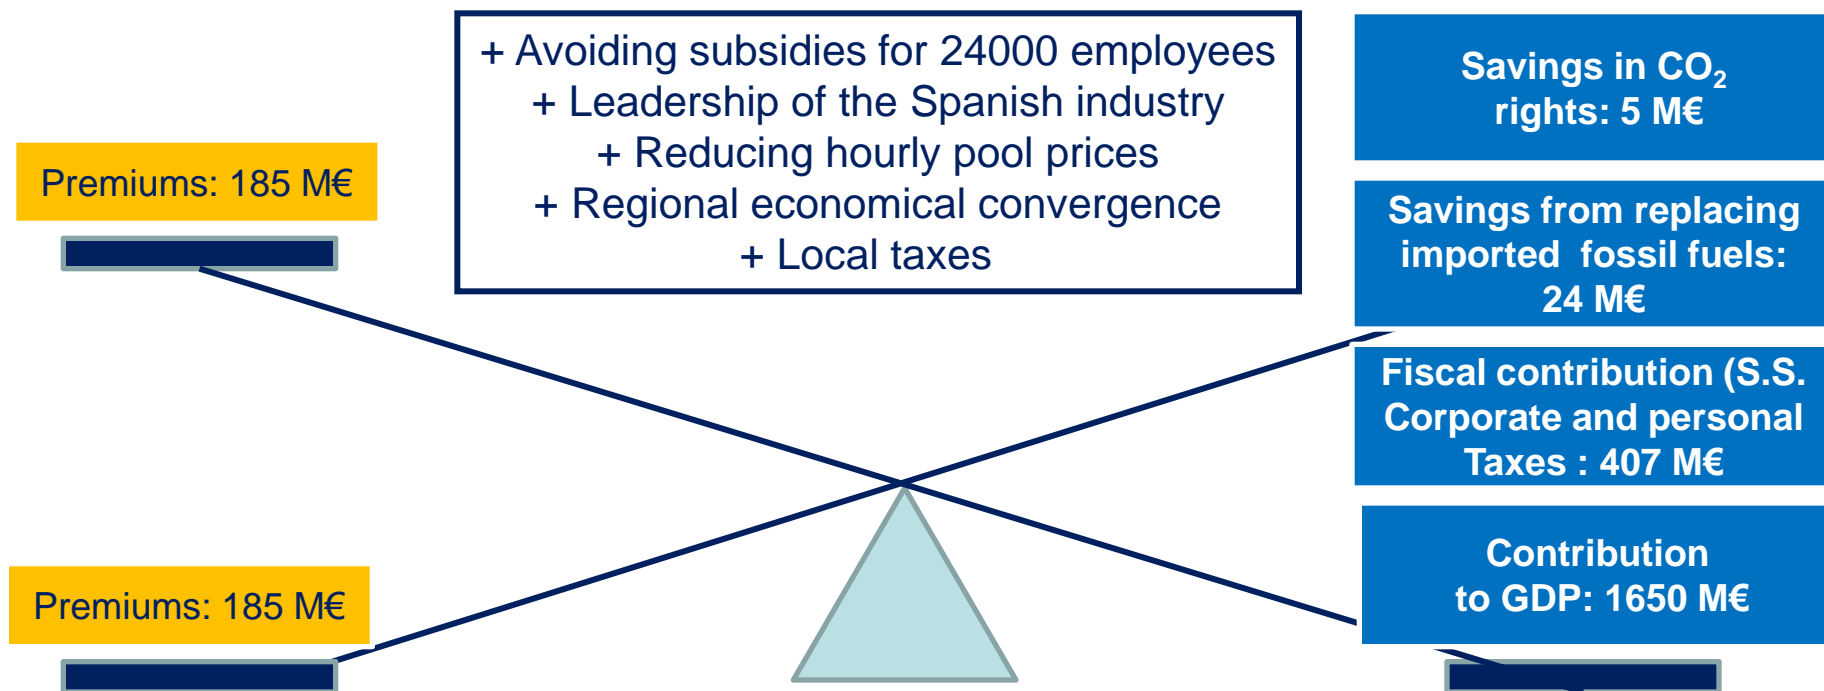 + Avoiding subsidies for 24000 employees
+ Leadership of the Spanish industry
+ Reducing hourly pool prices
+ Regional economical convergence
+ Local taxes
Premiums: 185 M€
Premiums: 185 M€
Savings in CO₂
rights: 5 M€
Savings from replacing
imported fossil fuels:
24 M€
Fiscal contribution (S.S.
Corporate and personal
Taxes : 407 M€
Contribution
to GDP: 1650 M€